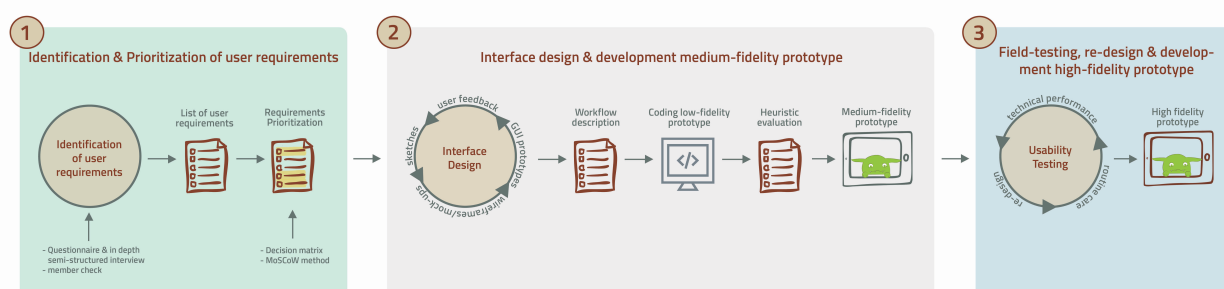 1
Identification & Prioritization of user requirements
Identification
of user
requirements
List of user
requirements
Requirements
Prioritization
- Questionnaire & in depth
semi-structured interview
- member check
- Decision matrix
- MoSCoW method
2
Interface design & development medium-fidelity prototype
user feedback
GUI prototypes
wireframes/mock-ups
sketches
Interface
Design
Workflow
description
Coding low-fidelity
prototype
</>
Heuristic
evaluation
Medium-fidelity
prototype
3
Field-testing, re-design & develop-
ment high-fidelity prototype
technical performance
routine care
re-design
Usability
Testing
High fidelity
prototype